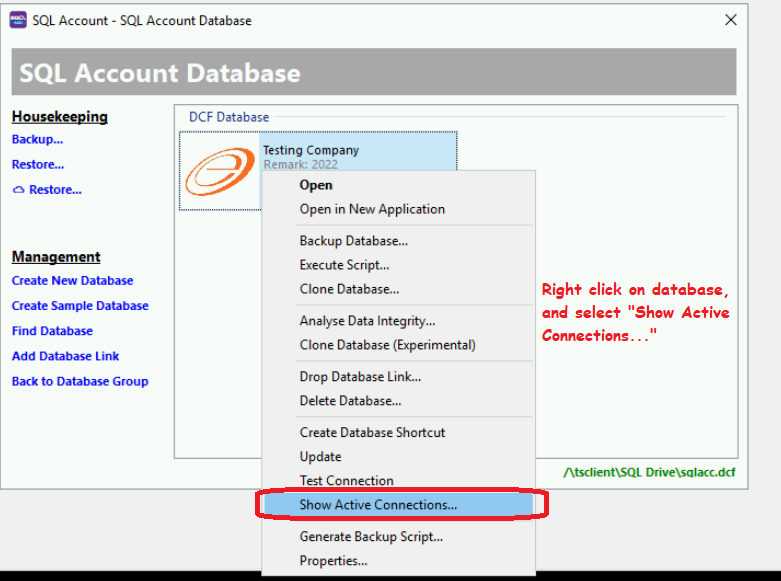 SQL Account - SQL Account Database
SQL Account Database
Housekeeping
Backup...
Restore...
Restore...
Management
Create New Database
Create Sample Database
Find Database
Add Database Link
Back to Database Group
DCF Database
Testing Company
Remark: 2022
Open
Open in New Application
Backup Database...
Execute Script...
Clone Database...
Analyse Data Integrity...
Clone Database (Experimental)
Drop Database Link...
Delete Database...
Create Database Shortcut
Update
Test Connection
Show Active Connections...
Generate Backup Script...
Properties...
Right click on database,
and select "Show Active
Connections..."
/\tsclient\SQL Drive\sqlacc.dcf